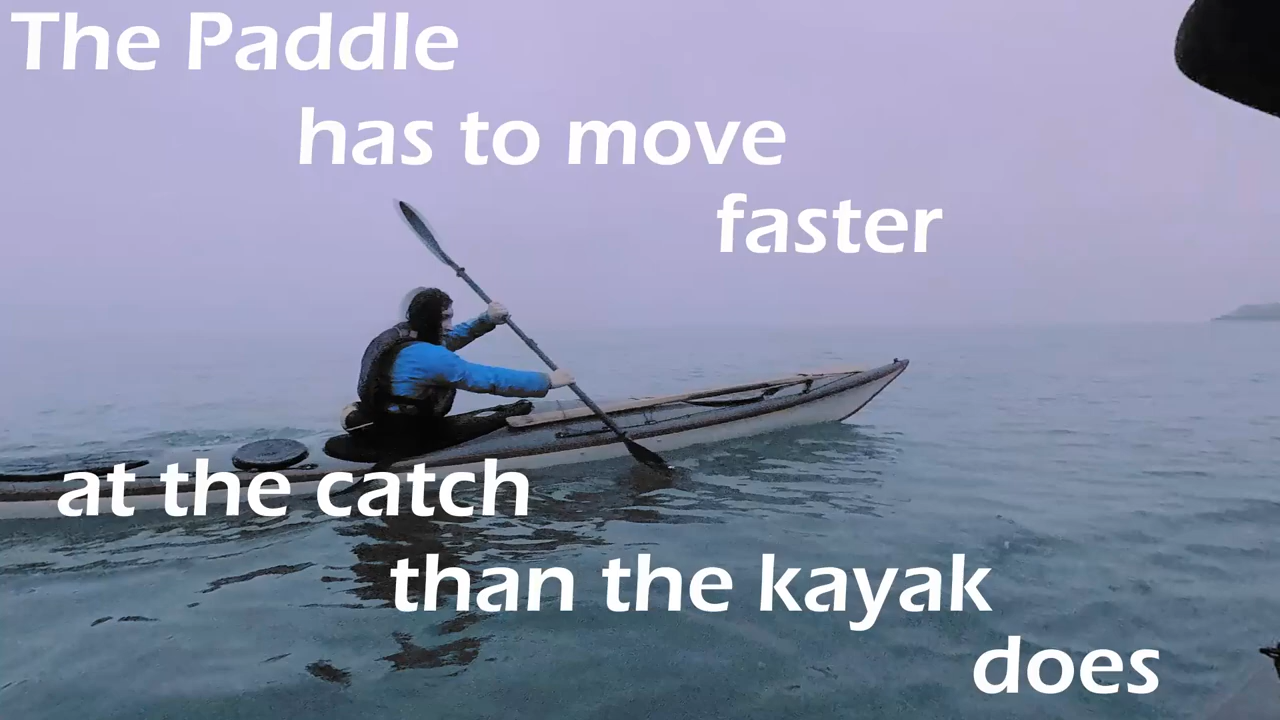 The Paddle
has to move
faster
at the catch
than the kayak
does